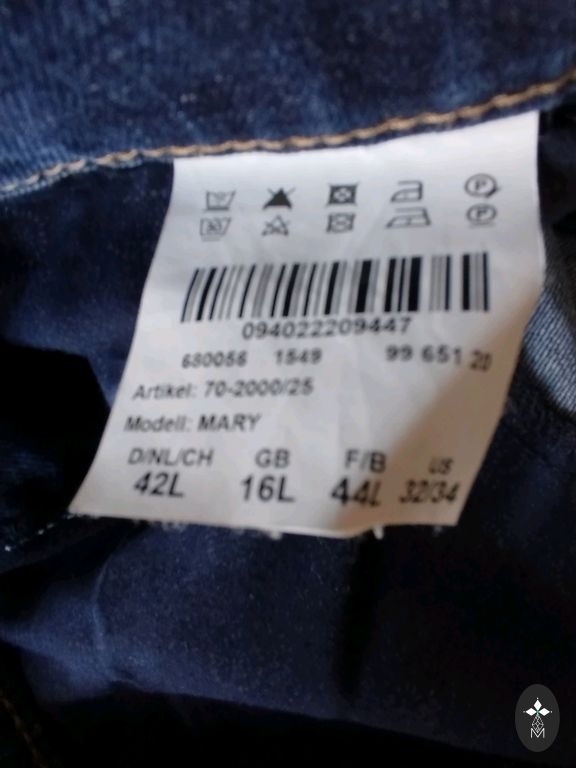 094022209447
680056 1549 99 651 20
Artikel: 70-2000/25
Modell: MARY
D/NL/CH GB F/B US
42L 16L 44L 32/34